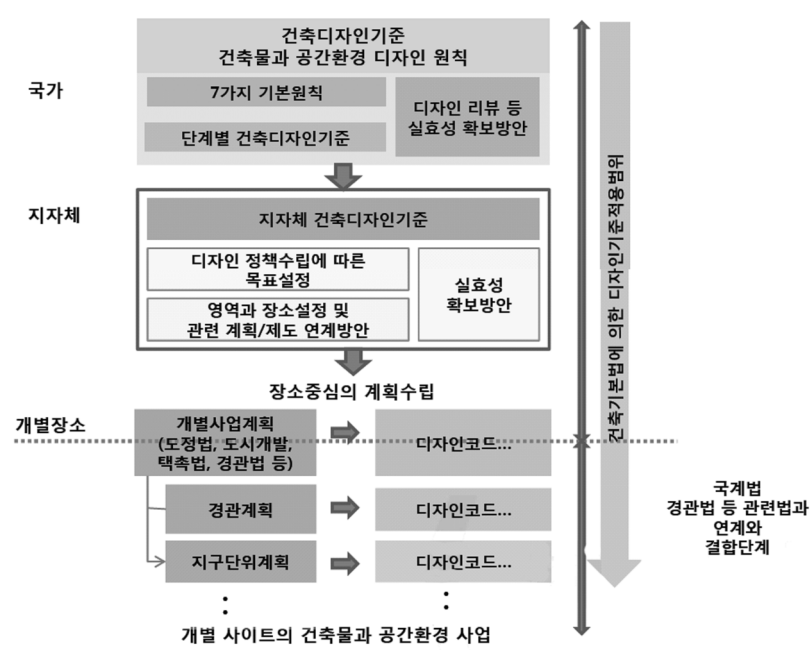 건축디자인기준
건축물과 공간환경 디자인 원칙
국가
7가지 기본원칙
단계별 건축디자인기준
디자인 리뷰 등
실효성 확보방안
지자체
지자체 건축디자인기준
디자인 정책수립에 따른
목표설정
영역과 장소설정 및
관련 계획/제도 연계방안
실효성
확보방안
장소중심의 계획수립
개별장소
개별사업계획
(도정법, 도시개발,
택촉법, 경관법 등)
디자인코드...
경관계획
디자인코드...
지구단위계획
디자인코드...
개별 사이트의 건축물과 공간환경 사업
건축기본법에 의한 디자인기준적용범위
국계법
경관법 등 관련법과
연계와
결합단계